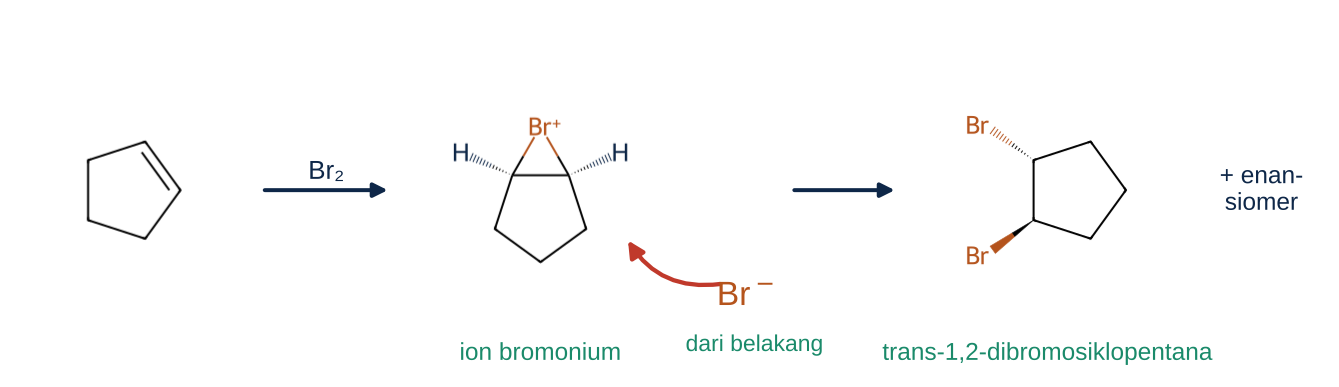 Br₂
Br⁺
H
H
Br⁻
Br
Br
+ enan-
siomer
ion bromonium
dari belakang
trans-1,2-dibromosiklopentana